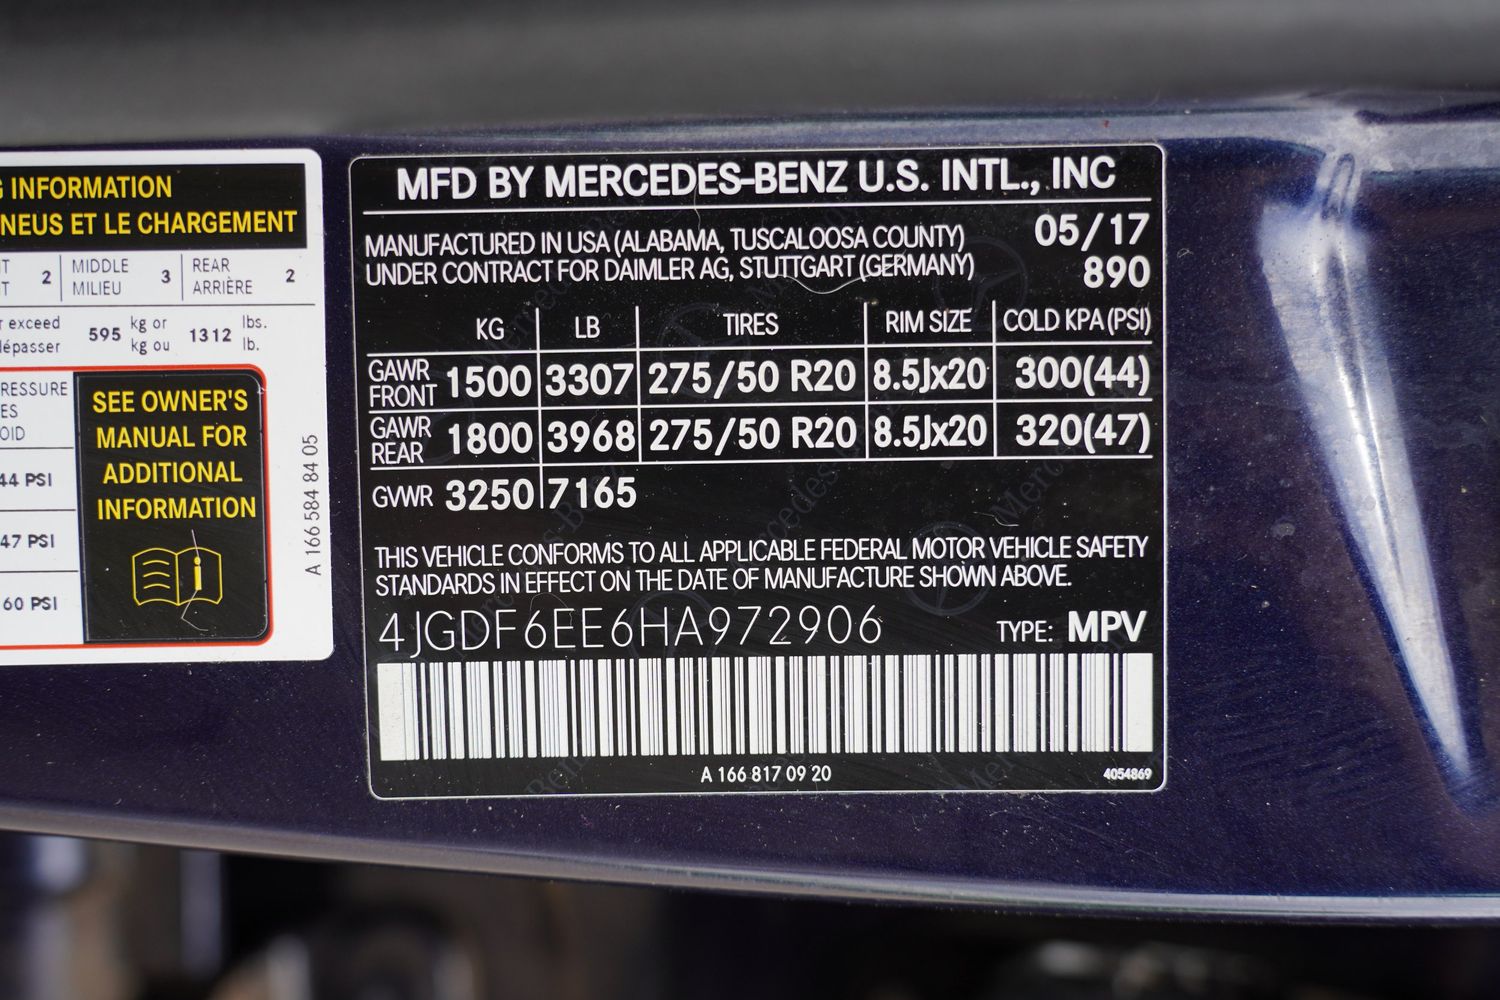 G INFORMATION
NEUS ET LE CHARGEMENT
2 MIDDLE MILIEU 3 REAR ARRIÈRE 2
exceed 595 kg or 1312 lbs.
épasser kg ou lb.
RESSURE
ES
OID
44 PSI
47 PSI
60 PSI
SEE OWNER'S
MANUAL FOR
ADDITIONAL
INFORMATION
A 166 584 84 05
MFD BY MERCEDES-BENZ U.S. INTL., INC
MANUFACTURED IN USA (ALABAMA, TUSCALOOSA COUNTY) 05/17
UNDER CONTRACT FOR DAIMLER AG, STUTTGART (GERMANY) 890
KG LB TIRES RIM SIZE COLD KPA (PSI)
GAWR FRONT 1500 3307 275/50 R20 8.5Jx20 300(44)
GAWR REAR 1800 3968 275/50 R20 8.5Jx20 320(47)
GVWR 3250 7165
THIS VEHICLE CONFORMS TO ALL APPLICABLE FEDERAL MOTOR VEHICLE SAFETY
STANDARDS IN EFFECT ON THE DATE OF MANUFACTURE SHOWN ABOVE.
4JGDF6EE6HA972906 TYPE: MPV
A 166 817 09 20 4054869